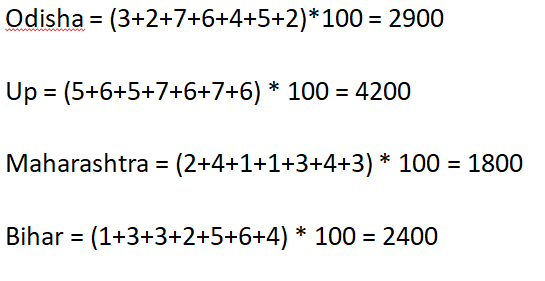 Odisha = (3+2+7+6+4+5+2)*100 = 2900
Up = (5+6+5+7+6+7+6) * 100 = 4200
Maharashtra = (2+4+1+1+3+4+3) * 100 = 1800
Bihar = (1+3+3+2+5+6+4) * 100 = 2400